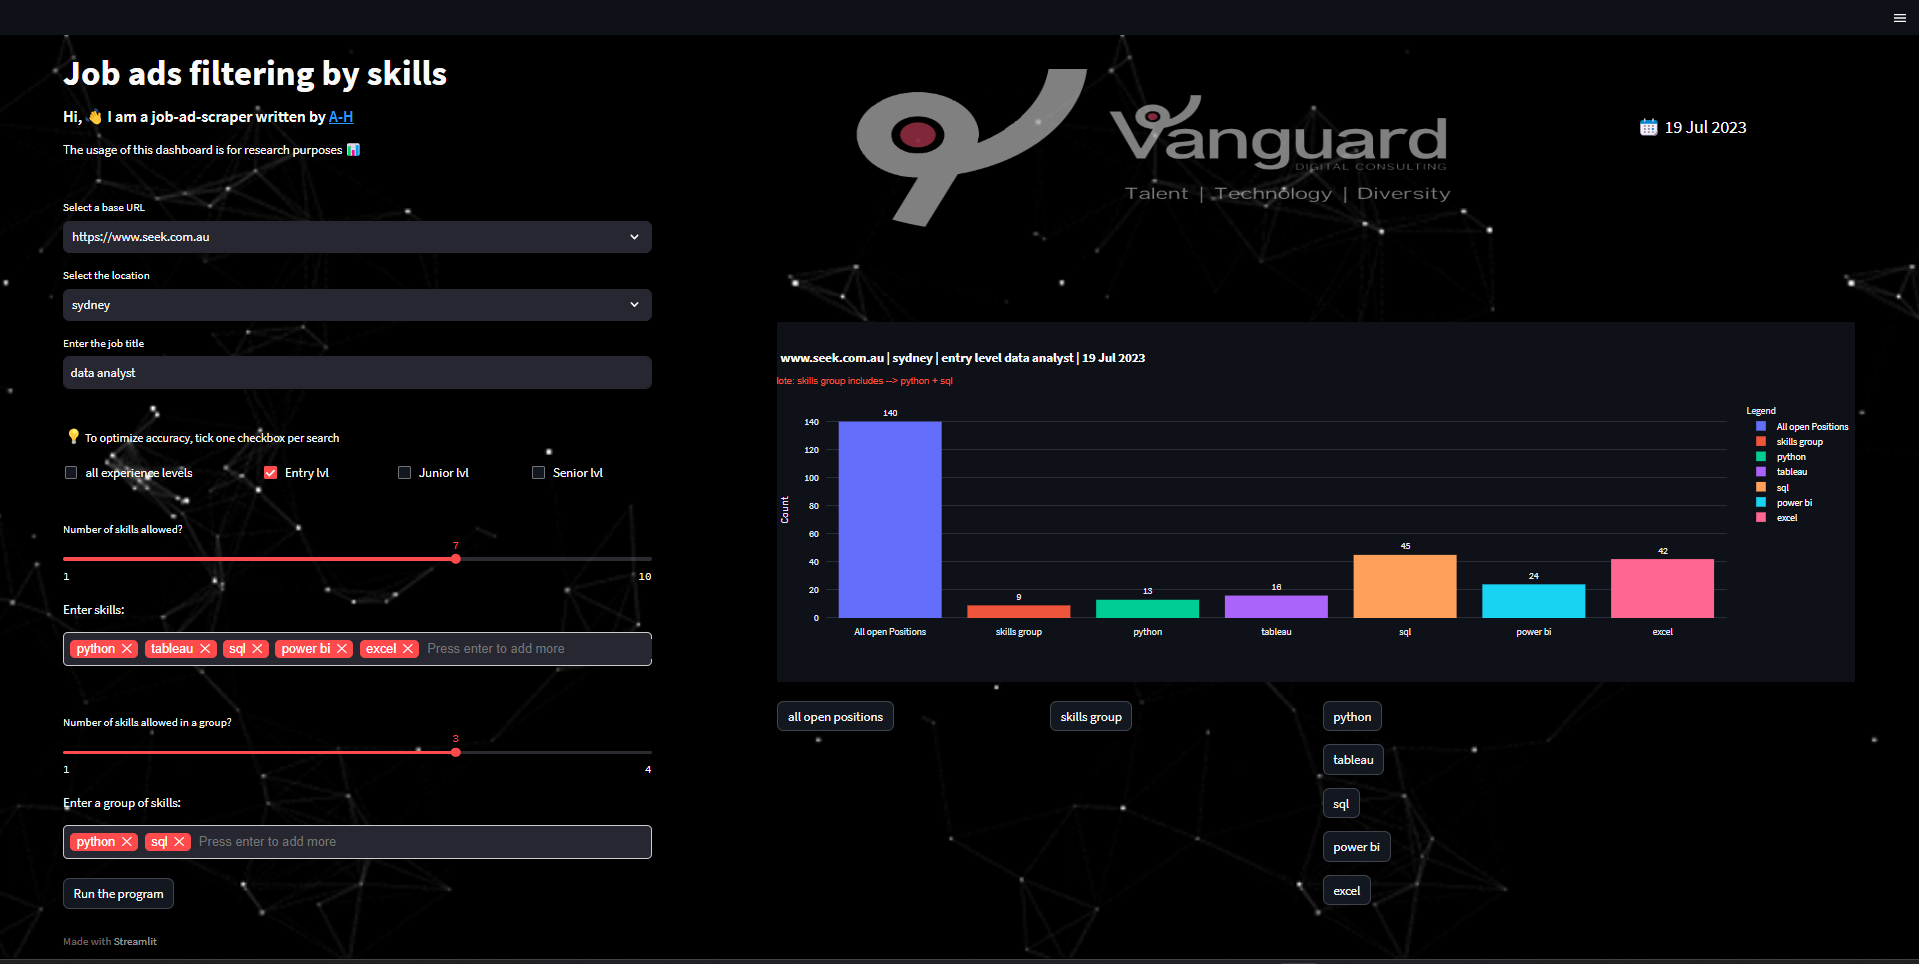 Job ads filtering by skills
Hi, 👋 I am a job-ad-scraper written by A-H
The usage of this dashboard is for research purposes 📊
Select a base URL
https://www.seek.com.au
Select the location
sydney
Enter the job title
data analyst
💡 To optimize accuracy, tick one checkbox per search
all experience levels
Entry lvl
Junior lvl
Senior lvl
Number of skills allowed?
7
1
10
Enter skills:
python
tableau
sql
power bi
excel
Press enter to add more
Number of skills allowed in a group?
3
1
4
Enter a group of skills:
python
sql
Press enter to add more
Run the program
Made with Streamlit
Vanguard
DIGITAL CONSULTING
Talent | Technology | Diversity
📅 19 Jul 2023
www.seek.com.au | sydney | entry level data analyst | 19 Jul 2023
lote: skills group includes --> python + sql
Count
140
120
100
80
60
40
20
0
140
9
13
16
45
24
42
All open Positions
skills group
python
tableau
sql
power bi
excel
Legend
All open Positions
skills group
python
tableau
sql
power bi
excel
all open positions
skills group
python
tableau
sql
power bi
excel